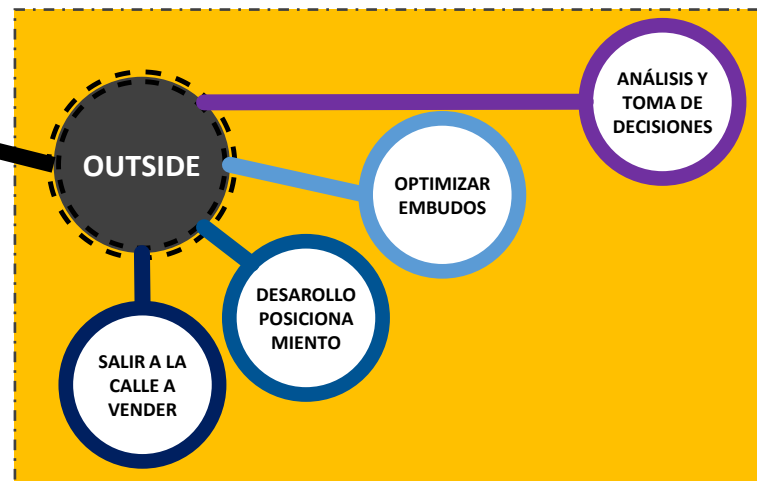 OUTSIDE
ANÁLISIS Y
TOMA DE
DECISIONES
OPTIMIZAR
EMBUDOS
DESAROLLO
POSICIONA
MIENTO
SALIR A LA
CALLE A
VENDER